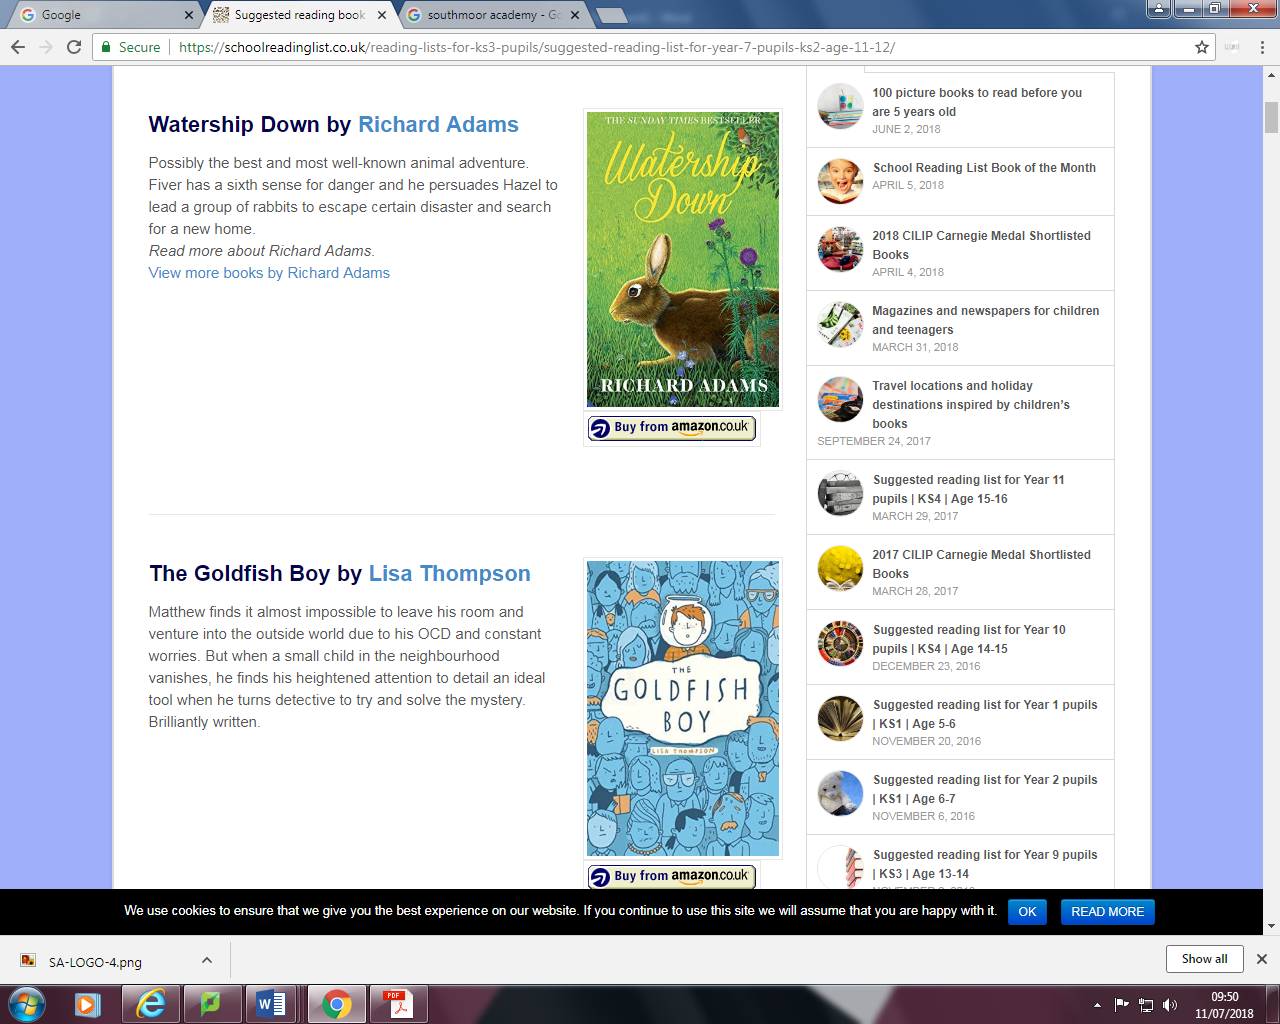 Google
Suggested reading book
southmoor academy - Go
Secure
https://schoolreadinglist.co.uk/reading-lists-for-ks3-pupils/suggested-reading-list-for-year-7-pupils-ks2-age-11-12/
Watership Down by Richard Adams
Possibly the best and most well-known animal adventure.
Fiver has a sixth sense for danger and he persuades Hazel to
lead a group of rabbits to escape certain disaster and search
for a new home.
Read more about Richard Adams.
View more books by Richard Adams
THE SUNDAY TIMES BESTSELLER
Watership
Down
RICHARD ADAMS
Buy from amazon.co.uk
The Goldfish Boy by Lisa Thompson
Matthew finds it almost impossible to leave his room and
venture into the outside world due to his OCD and constant
worries. But when a small child in the neighbourhood
vanishes, he finds his heightened attention to detail an ideal
tool when he turns detective to try and solve the mystery.
Brilliantly written.
THE
GOLDFISH
BOY
LISA THOMPSON
Buy from amazon.co.uk
100 picture books to read before you
are 5 years old
JUNE 2, 2018
School Reading List Book of the Month
APRIL 5, 2018
2018 CILIP Carnegie Medal Shortlisted
Books
APRIL 4, 2018
Magazines and newspapers for children
and teenagers
MARCH 31, 2018
Travel locations and holiday
destinations inspired by children's
books
SEPTEMBER 24, 2017
Suggested reading list for Year 11
pupils | KS4 | Age 15-16
MARCH 29, 2017
2017 CILIP Carnegie Medal Shortlisted
Books
MARCH 28, 2017
Suggested reading list for Year 10
pupils | KS4 | Age 14-15
DECEMBER 23, 2016
Suggested reading list for Year 1 pupils
| KS1 | Age 5-6
NOVEMBER 20, 2016
Suggested reading list for Year 2 pupils
| KS1 | Age 6-7
NOVEMBER 6, 2016
Suggested reading list for Year 9 pupils
| KS3 | Age 13-14
We use cookies to ensure that we give you the best experience on our website. If you continue to use this site we will assume that you are happy with it.
OK
READ MORE
SA-LOGO-4.png
Show all
PDF
09:50
11/07/2018